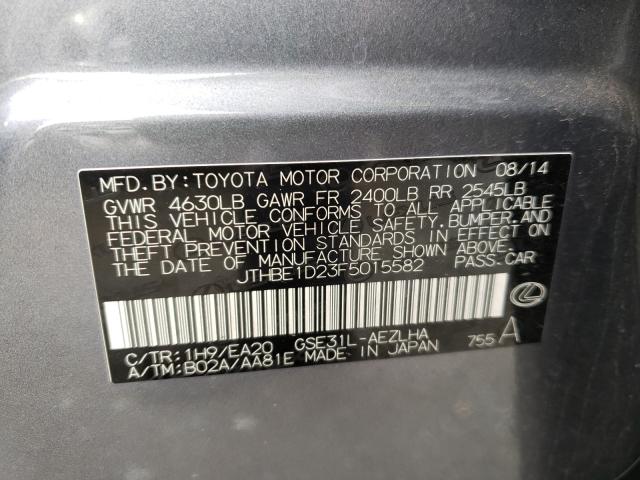 MFD.BY:TOYOTA MOTOR CORPORATION 08/14
GVWR 4630LB GAWR FR 2400LB RR 2545LB
THIS VEHICLE CONFORMS TO ALL APPLICABLE
FEDERAL MOTOR VEHICLE SAFETY,BUMPER,AND
THEFT PREVENTION STANDARDS IN EFFECT ON
THE DATE OF MANUFACTURE SHOWN ABOVE.
JTHBE1D23F5015582 PASS.CAR
C/TR:1H9/EA20 GSE31L-AEZLHA
A/TM:B02A/AA81E MADE IN JAPAN 755 A